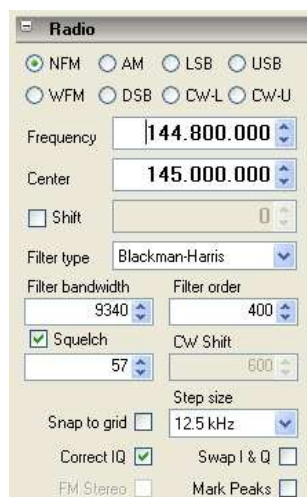 Radio
NFM AM LSB USB
WFM DSB CW-L CW-U
Frequency 144.800.000
Center 145.000.000
Shift 0
Filter type Blackman-Harris
Filter bandwidth Filter order
9340 400
Squelch CW Shift
57 600
Step size
Snap to grid 12.5 kHz
Correct IQ Swap I & Q
FM Stereo Mark Peaks